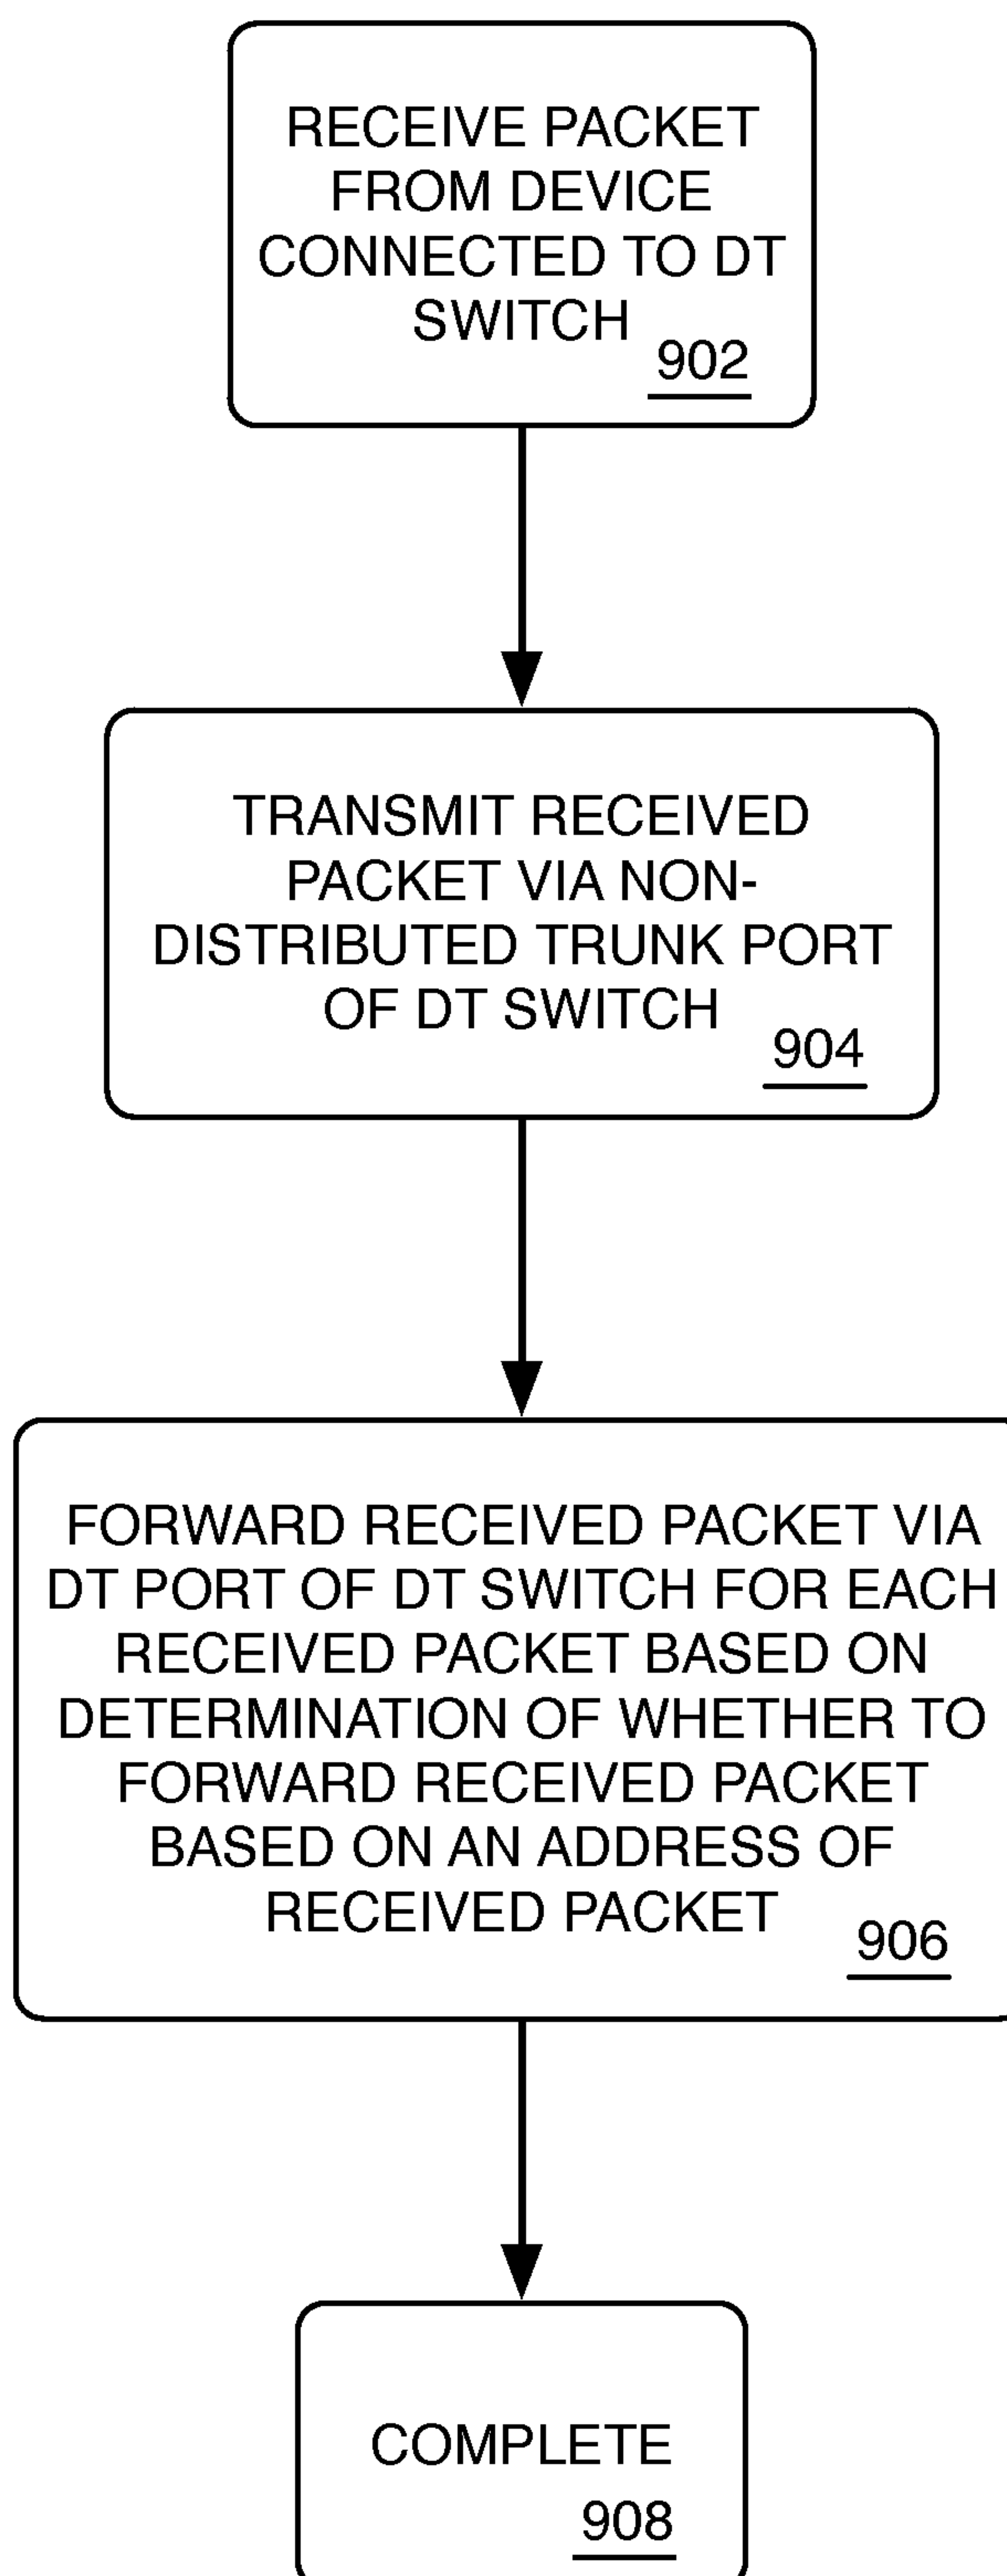 RECEIVE PACKET
FROM DEVICE
CONNECTED TO DT
SWITCH
902
TRANSMIT RECEIVED
PACKET VIA NON-
DISTRIBUTED TRUNK PORT
OF DT SWITCH
904
FORWARD RECEIVED PACKET VIA
DT PORT OF DT SWITCH FOR EACH
RECEIVED PACKET BASED ON
DETERMINATION OF WHETHER TO
FORWARD RECEIVED PACKET
BASED ON AN ADDRESS OF
RECEIVED PACKET
906
COMPLETE
908